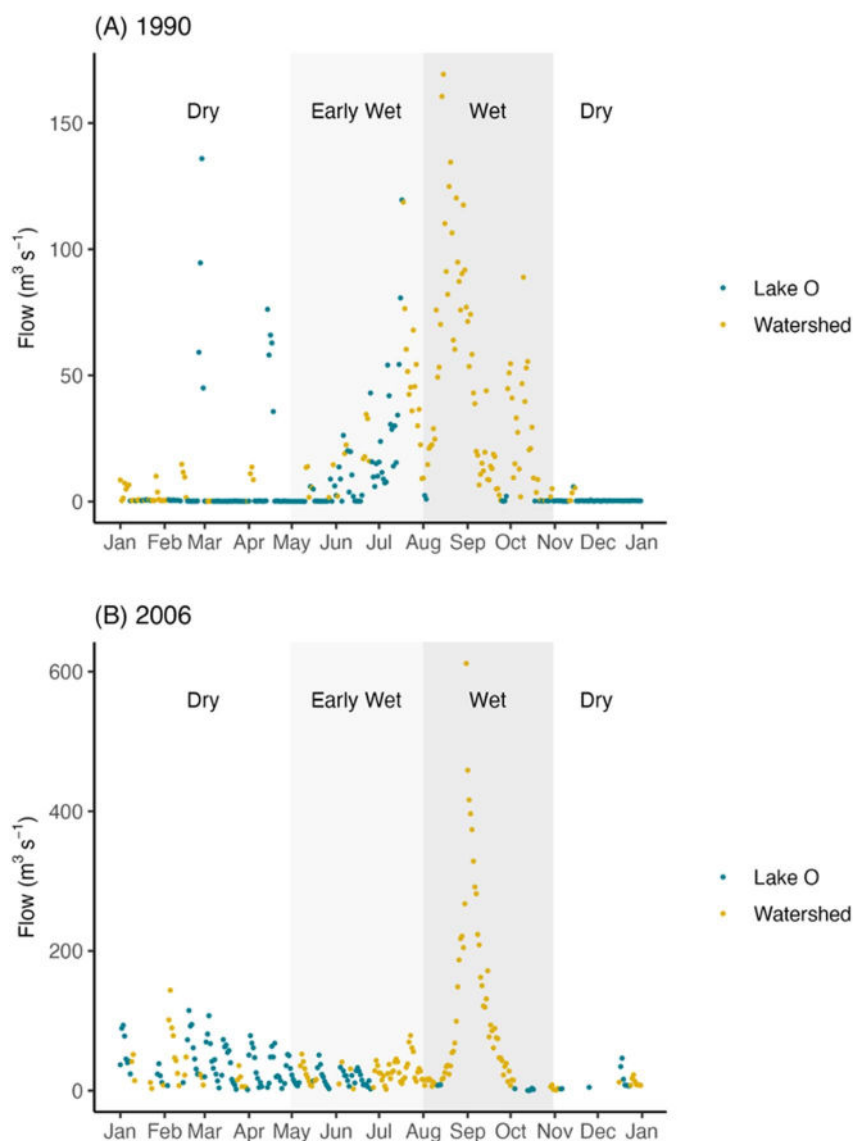 (A) 1990
Dry Early Wet Wet Dry
150
100
50
0
Flow (m³ s⁻¹)
Jan Feb Mar Apr May Jun Jul Aug Sep Oct Nov Dec Jan
Lake O
Watershed
(B) 2006
Dry Early Wet Wet Dry
600
400
200
0
Flow (m³ s⁻¹)
Jan Feb Mar Apr May Jun Jul Aug Sep Oct Nov Dec Jan
Lake O
Watershed